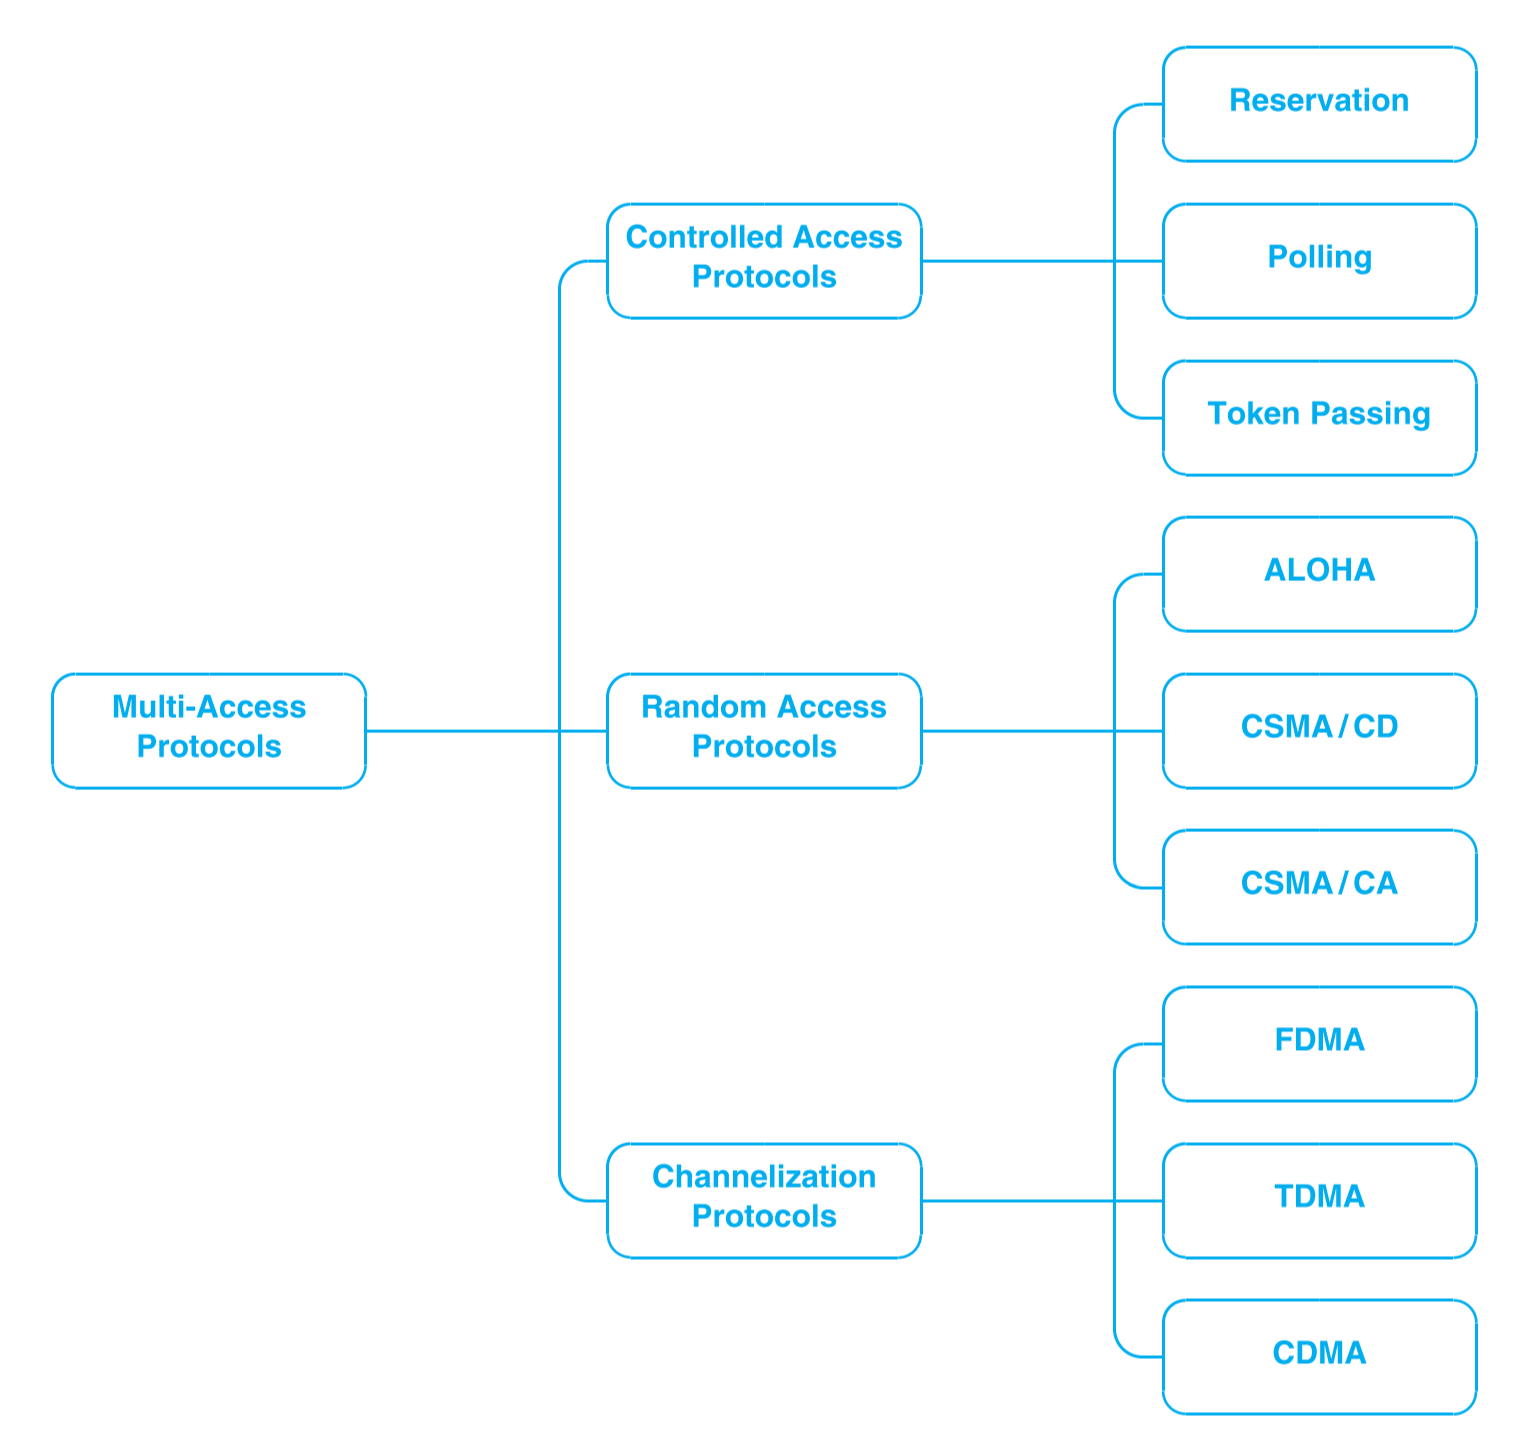 Multi-Access
Protocols
Controlled Access
Protocols
Reservation
Polling
Token Passing
Random Access
Protocols
ALOHA
CSMA / CD
CSMA / CA
Channelization
Protocols
FDMA
TDMA
CDMA